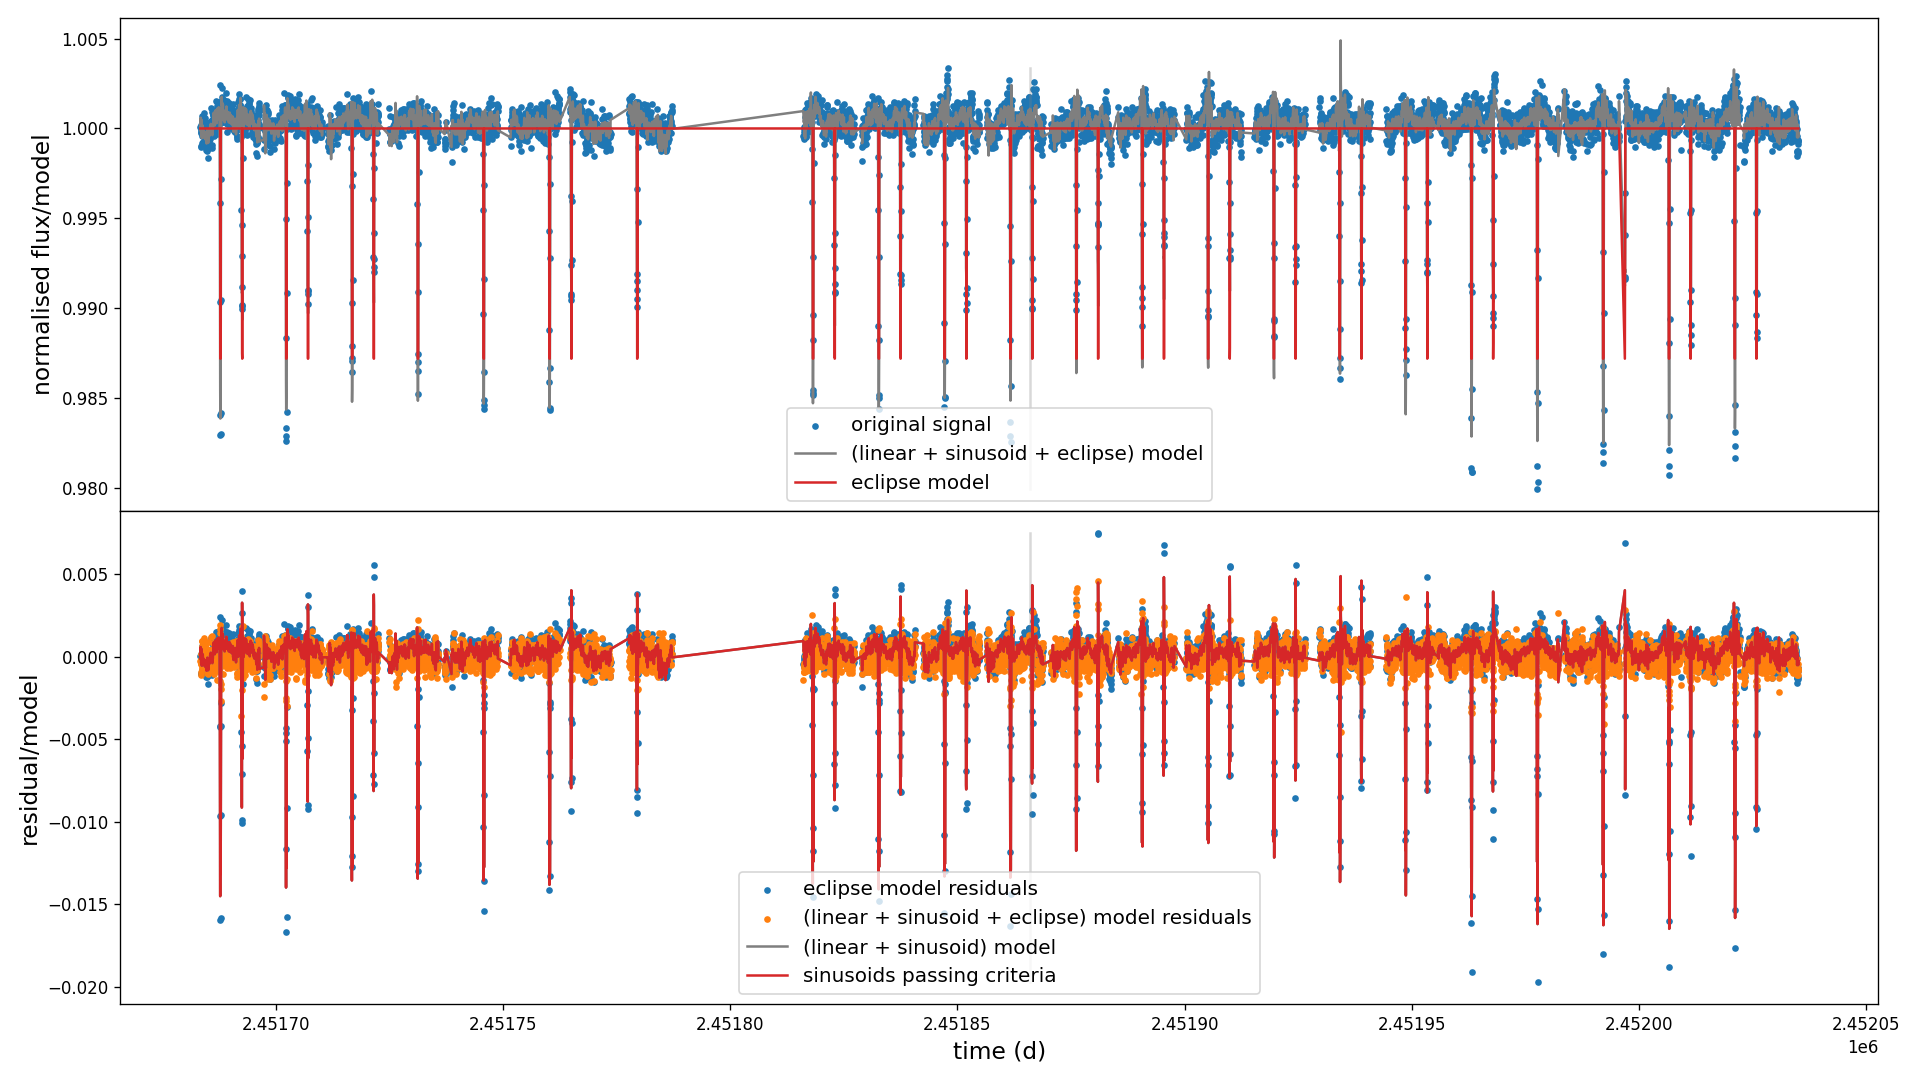 1.005
1.000
0.995
0.990
0.985
0.980
normalised flux/model
original signal
(linear + sinusoid + eclipse) model
eclipse model
0.005
0.000
−0.005
−0.010
−0.015
−0.020
residual/model
eclipse model residuals
(linear + sinusoid + eclipse) model residuals
(linear + sinusoid) model
sinusoids passing criteria
2.45170 2.45175 2.45180 2.45185 2.45190 2.45195 2.45200 2.45205
1e6
time (d)